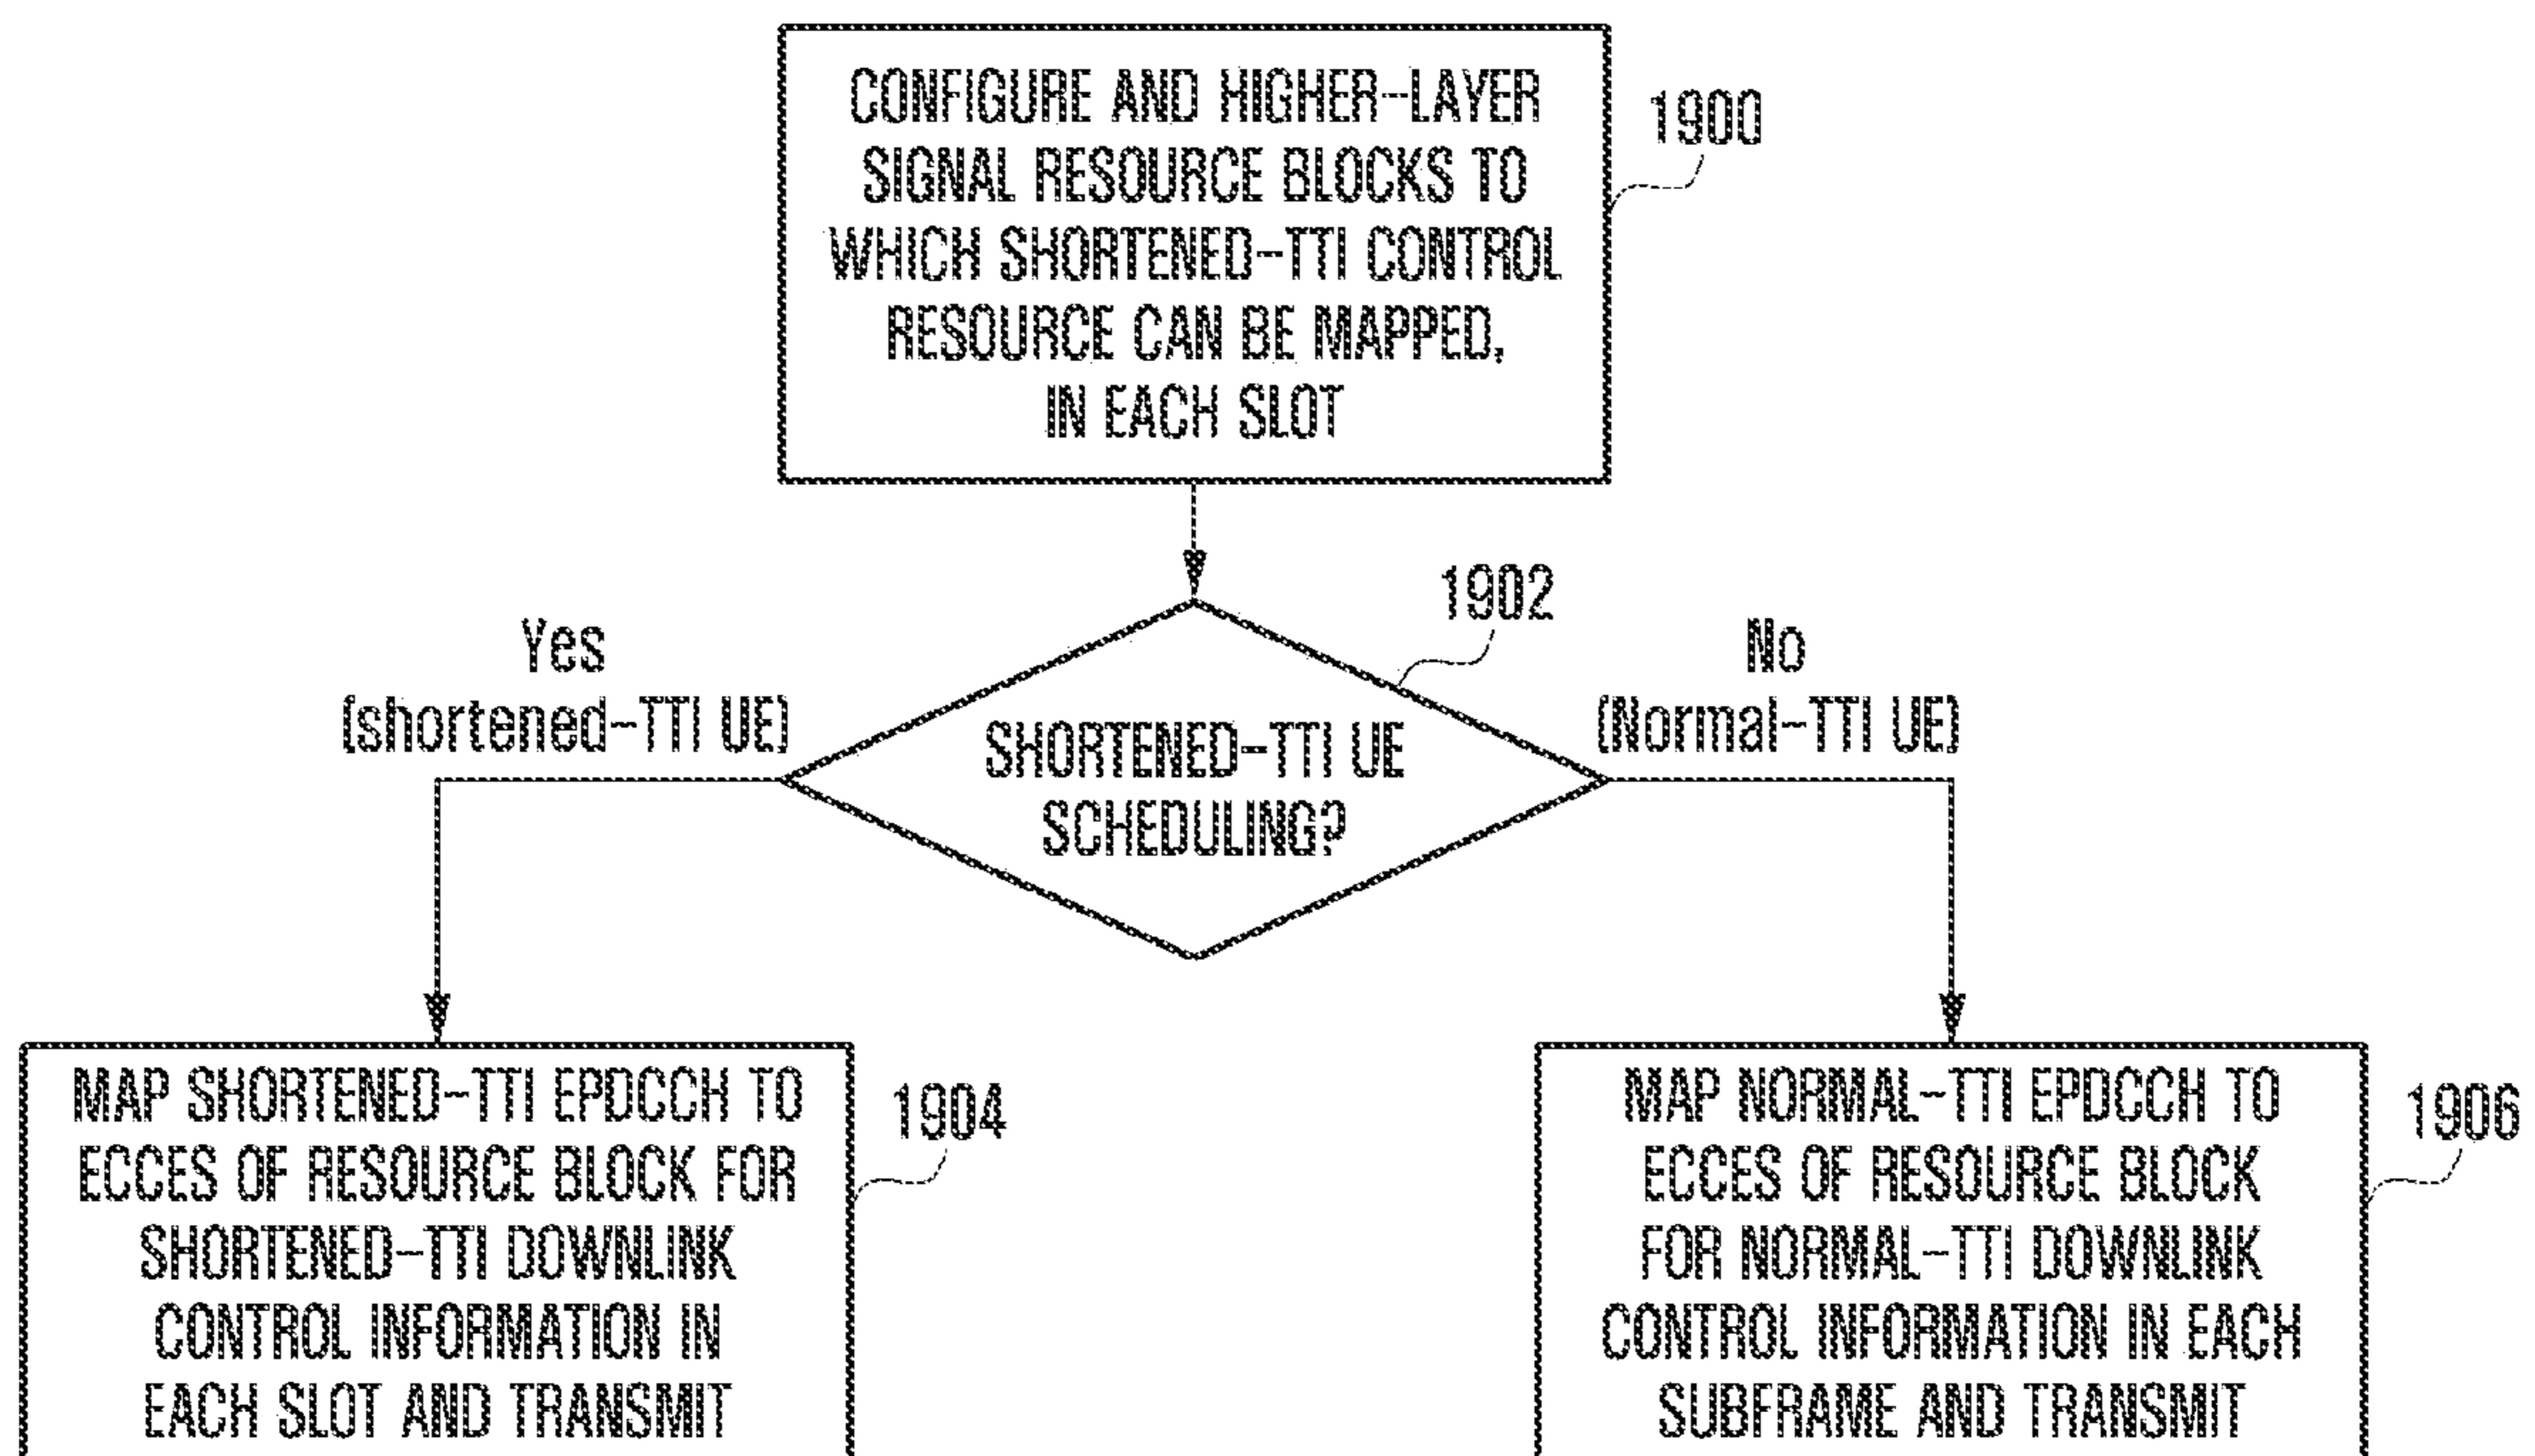 CONFIGURE AND HIGHER-LAYER
SIGNAL RESOURCE BLOCKS TO
WHICH SHORTENED-TTI CONTROL
RESOURCE CAN BE MAPPED,
IN EACH SLOT
1900
1902
Yes
(shortened-TTI UE)
No
(Normal-TTI UE)
SHORTENED-TTI UE
SCHEDULING?
MAP SHORTENED-TTI EPDCCH TO
ECCES OF RESOURCE BLOCK FOR
SHORTENED-TTI DOWNLINK
CONTROL INFORMATION IN
EACH SLOT AND TRANSMIT
1904
MAP NORMAL-TTI EPDCCH TO
ECCES OF RESOURCE BLOCK
FOR NORMAL-TTI DOWNLINK
CONTROL INFORMATION IN EACH
SUBFRAME AND TRANSMIT
1906